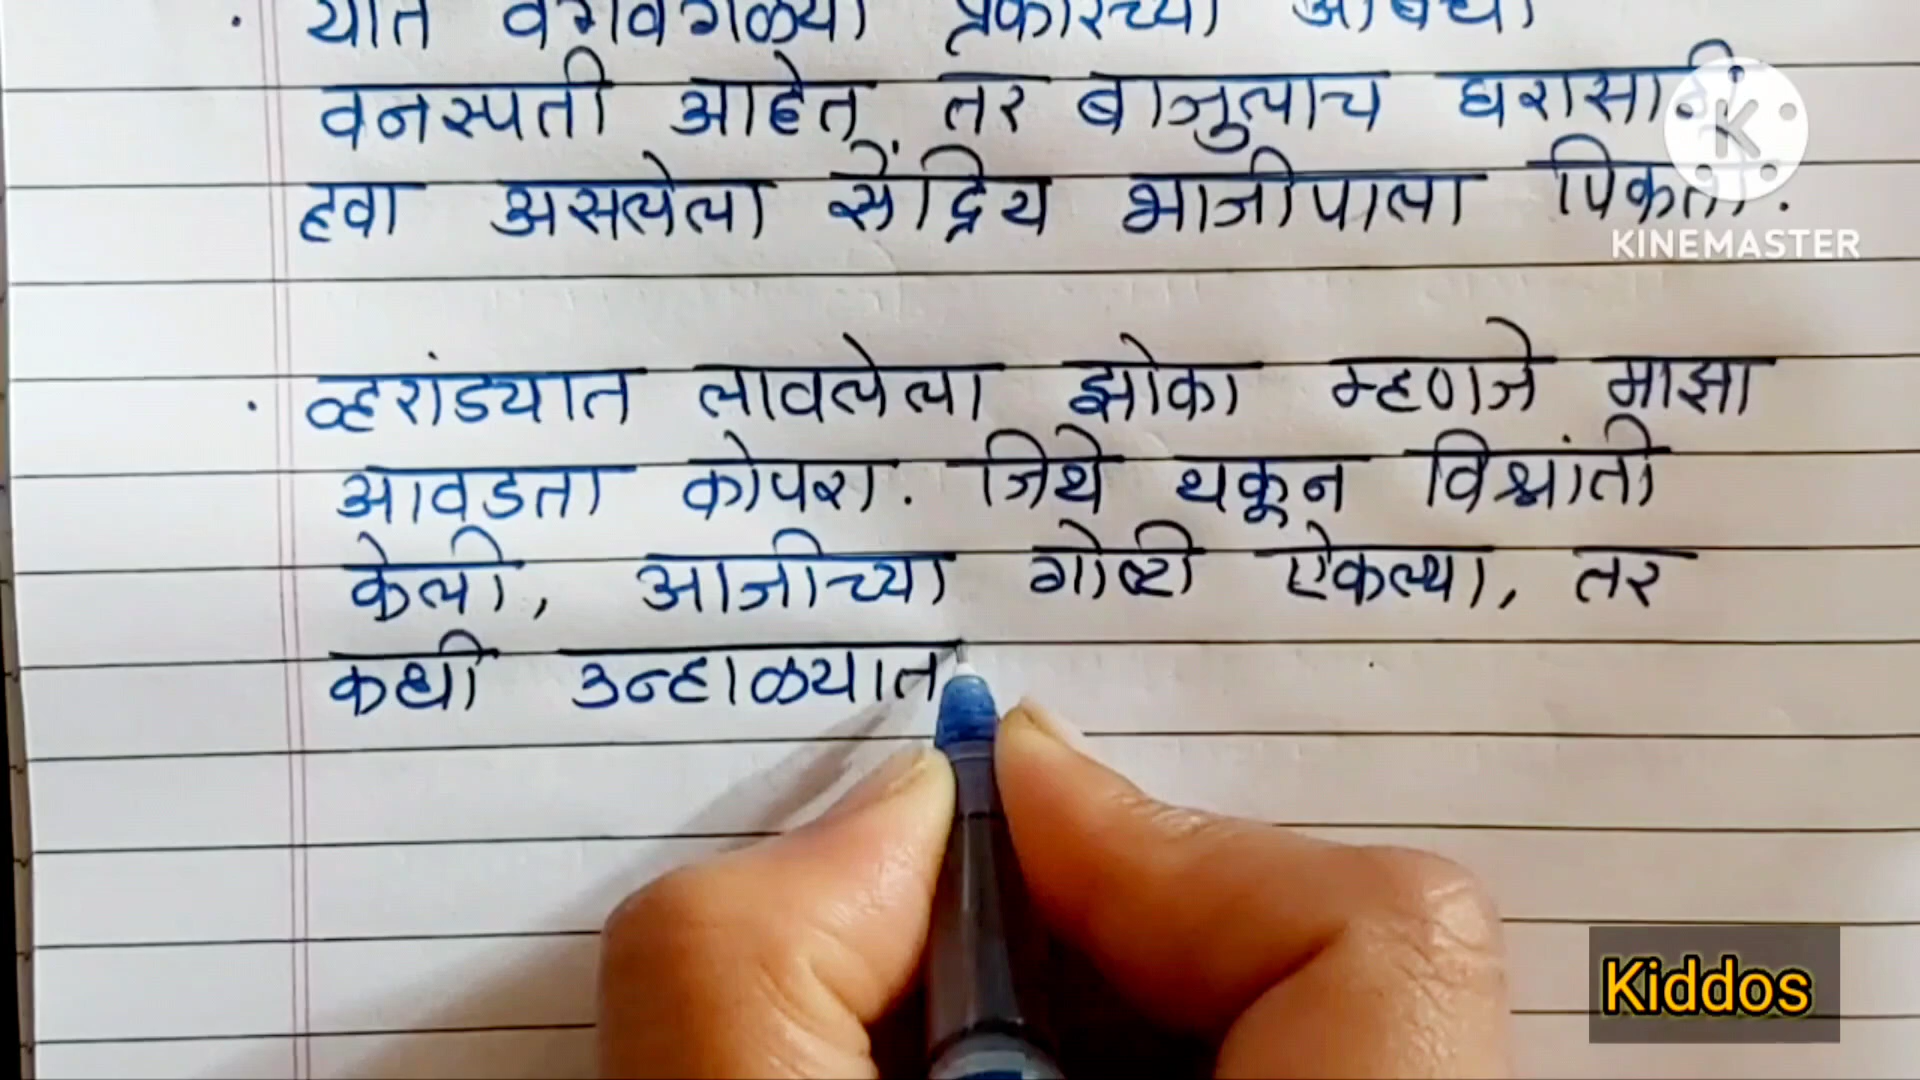 यात वेगवेगळ्या प्रकारच्या औषधी
वनस्पती आहेत, तर बाजुलाच घरासाठी
हवा असलेला सेंद्रिय भाजीपाला पिकतो.
KINEMASTER
व्हरांड्यात लावलेला झोका म्हणजे माझा
आवडता कोपरा. जिथे थकून विश्रांती
केली, आजीच्या गोष्टी ऐकल्या, तर
कधी उन्हाळ्यात
Kiddos